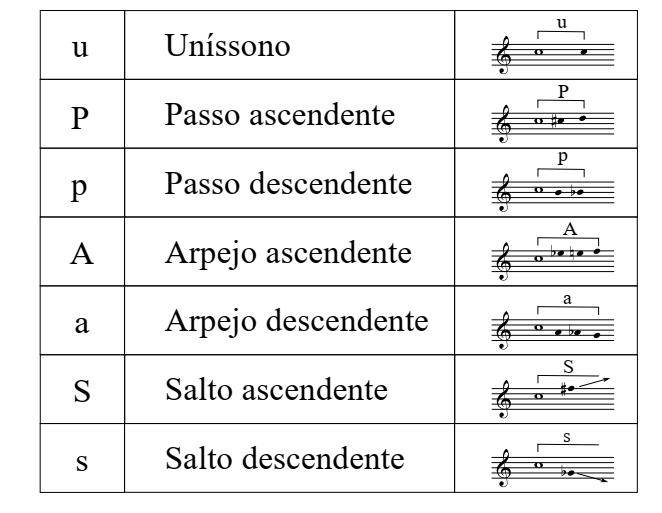 u Uníssono u
P Passo ascendente P
p Passo descendente p
A Arpejo ascendente A
a Arpejo descendente a
S Salto ascendente S
s Salto descendente s